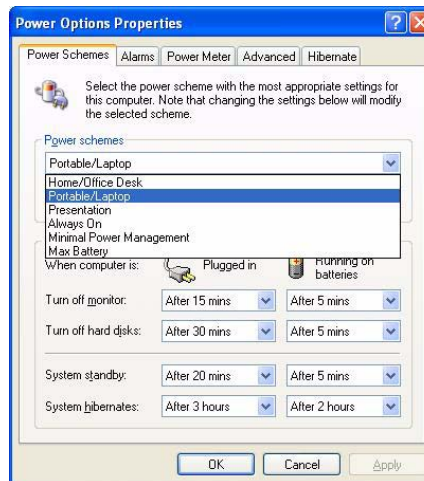 Power Options Properties
Power Schemes Alarms Power Meter Advanced Hibernate
Select the power scheme with the most appropriate settings for
this computer. Note that changing the settings below will modify
the selected scheme.
Power schemes
Portable/Laptop
Home/Office Desk
Portable/Laptop
Presentation
Always On
Minimal Power Management
Max Battery
When computer is: Plugged in Running on
batteries
Turn off monitor: After 15 mins After 5 mins
Turn off hard disks: After 30 mins After 5 mins
System standby: After 20 mins After 5 mins
System hibernates: After 3 hours After 2 hours
OK Cancel Apply